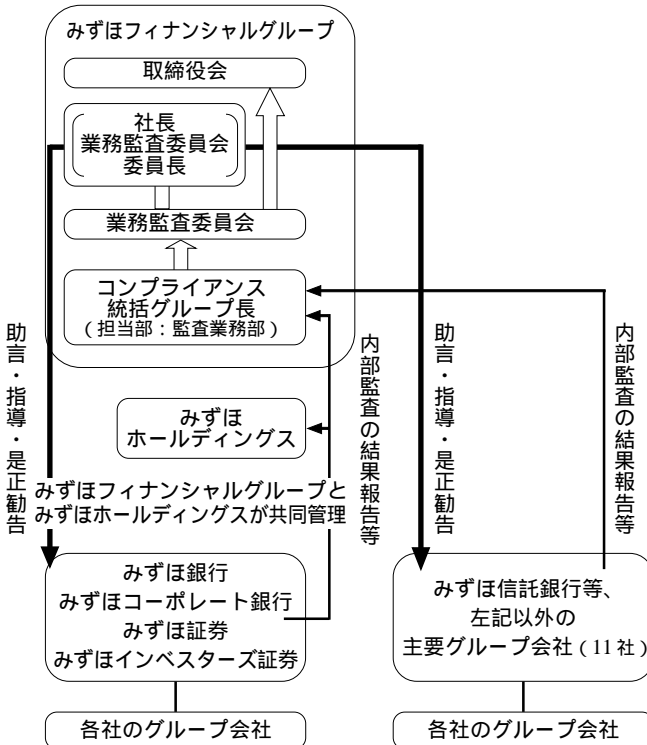 みずほフィナンシャルグループ
取締役会
社長
業務監査委員会
委員長
業務監査委員会
コンプライアンス
統括グループ長
(担当部:監査業務部)
助言・指導・是正勧告
内部監査の結果報告等
助言・指導・是正勧告
内部監査の結果報告等
みずほ
ホールディングス
みずほフィナンシャルグループと
みずほホールディングスが共同管理
みずほ銀行
みずほコーポレート銀行
みずほ証券
みずほインベスターズ証券
みずほ信託銀行等、
左記以外の
主要グループ会社(11社)
各社のグループ会社
各社のグループ会社